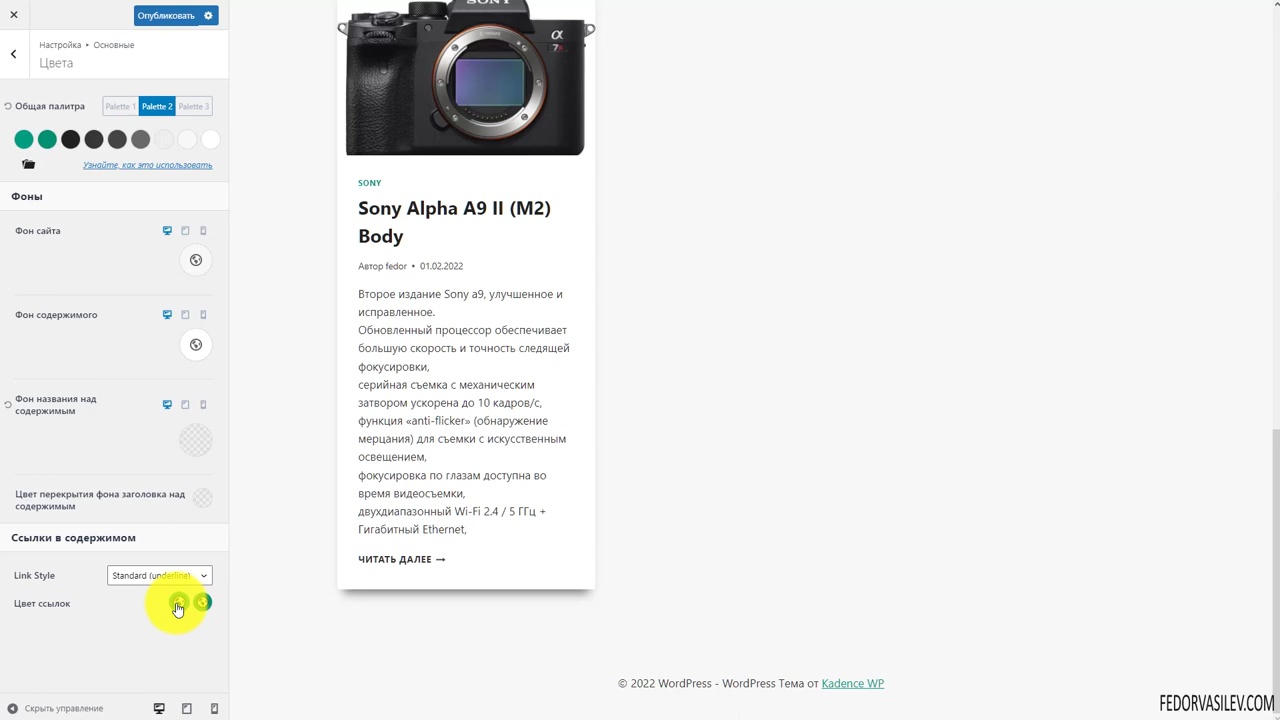 Опубликовать
Настройка ▸ Основные
Цвета
Общая палитра
Palette 1
Palette 2
Palette 3
Узнайте, как это использовать
Фоны
Фон сайта
Фон содержимого
Фон названия над
содержимым
Цвет перекрытия фона заголовка над
содержимым
Ссылки в содержимом
Link Style
Standard (underline)
Цвет ссылок
Скрыть управление
SONY
α
7R
SONY
Sony Alpha A9 II (M2)
Body
Автор fedor • 01.02.2022
Второе издание Sony a9, улучшенное и
исправленное.
Обновленный процессор обеспечивает
большую скорость и точность следящей
фокусировки,
серийная съемка с механическим
затвором ускорена до 10 кадров/с,
функция «anti-flicker» (обнаружение
мерцания) для съемки с искусственным
освещением,
фокусировка по глазам доступна во
время видеосъемки,
двухдиапазонный Wi-Fi 2.4 / 5 ГГц +
Гигабитный Ethernet,
ЧИТАТЬ ДАЛЕЕ →
© 2022 WordPress - WordPress Тема от Kadence WP
FEDORVASILEV.COM